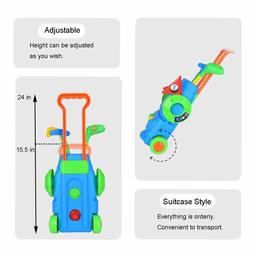 Adjustable
Height can be adjusted
as you wish.
24 in
15.5 in
Suitcase Style
Everything is orderly.
Convenient to transport.